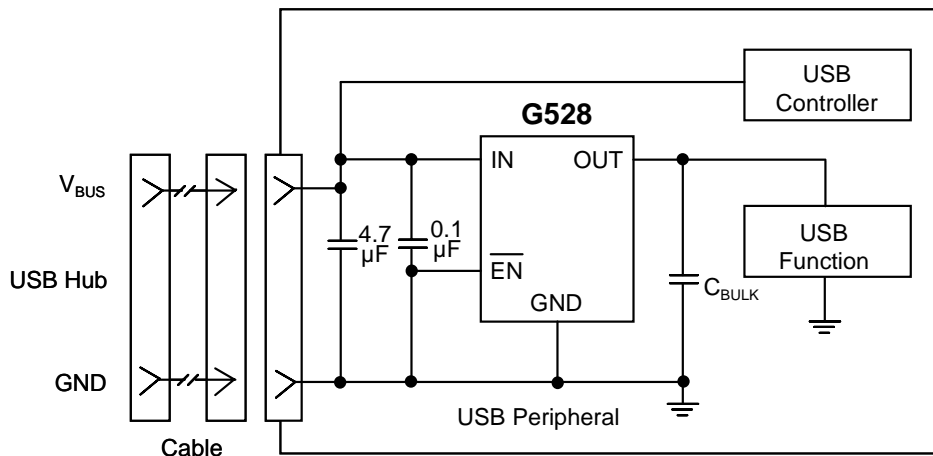 USB
Controller
G528
IN
OUT
V_BUS
4.7
µF
0.1
µF
USB
Function
EN
USB Hub
C_BULK
GND
GND
USB Peripheral
Cable